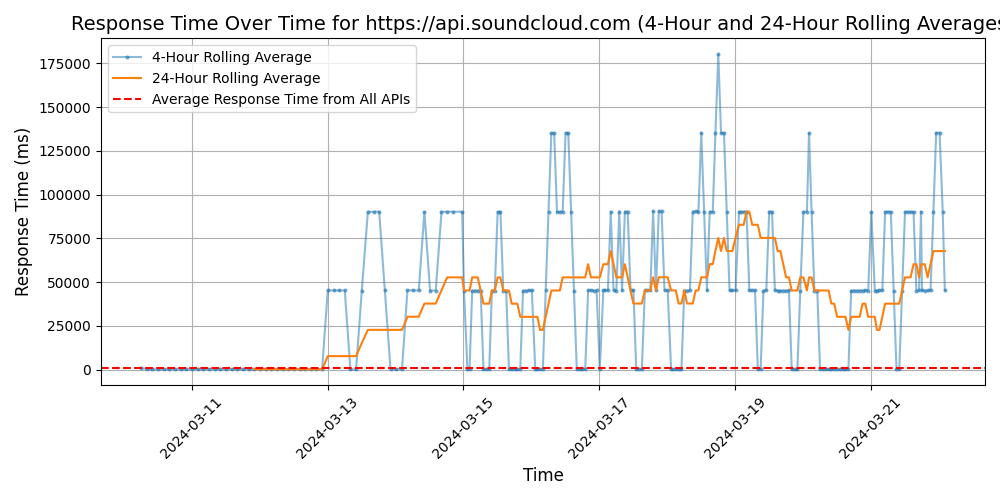 Response Time Over Time for https://api.soundcloud.com (4-Hour and 24-Hour Rolling Averages
4-Hour Rolling Average
24-Hour Rolling Average
Average Response Time from All APIs
Response Time (ms)
175000
150000
125000
100000
75000
50000
25000
0
2024-03-11
2024-03-13
2024-03-15
2024-03-17
2024-03-19
2024-03-21
Time